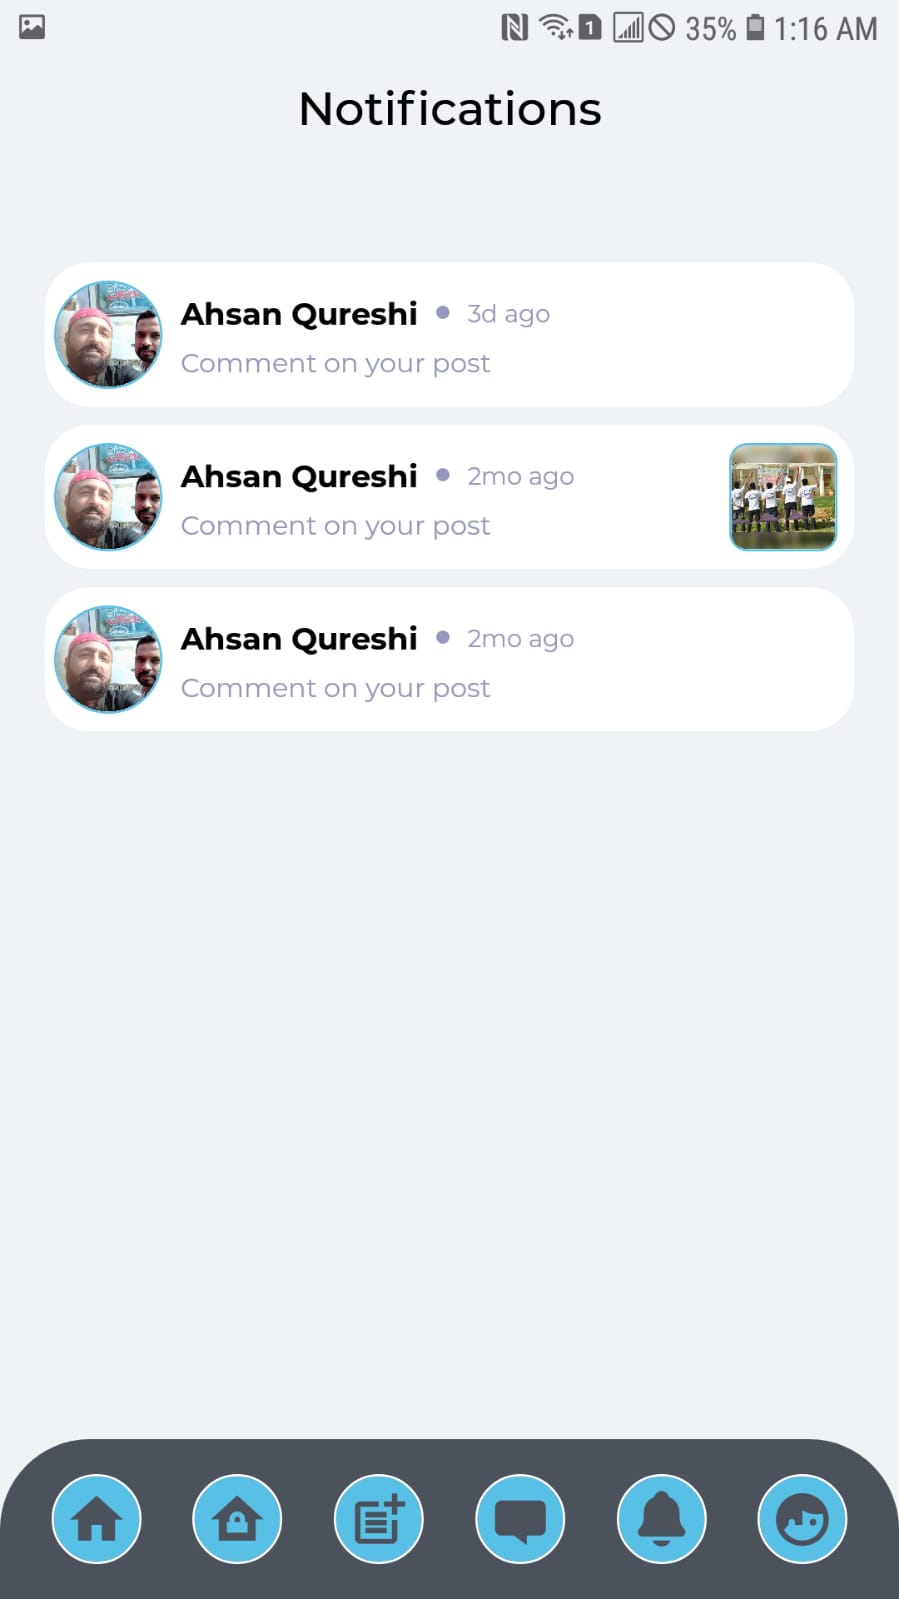 1 35% 1:16 AM
Notifications
Ahsan Qureshi • 3d ago
Comment on your post
Ahsan Qureshi • 2mo ago
Comment on your post
Ahsan Qureshi • 2mo ago
Comment on your post